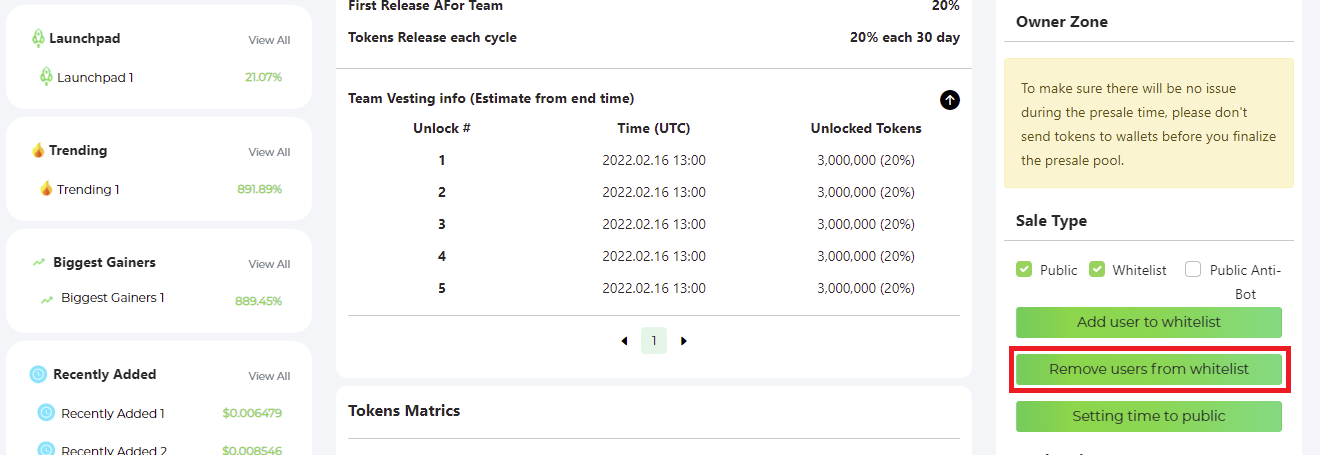 Launchpad View All
Launchpad 1 21.07%
Trending View All
Trending 1 891.89%
Biggest Gainers View All
Biggest Gainers 1 889.45%
Recently Added View All
Recently Added 1 $0.006479
Recently Added 2 $0.008546
First Release AFor Team 20%
Tokens Release each cycle 20% each 30 day
Team Vesting info (Estimate from end time)
Unlock # Time (UTC) Unlocked Tokens
1 2022.02.16 13:00 3,000,000 (20%)
2 2022.02.16 13:00 3,000,000 (20%)
3 2022.02.16 13:00 3,000,000 (20%)
4 2022.02.16 13:00 3,000,000 (20%)
5 2022.02.16 13:00 3,000,000 (20%)
1
Tokens Matrics
Owner Zone
To make sure there will be no issue
during the presale time, please don't
send tokens to wallets before you finalize
the presale pool.
Sale Type
Public Whitelist Public Anti-
Bot
Add user to whitelist
Remove users from whitelist
Setting time to public